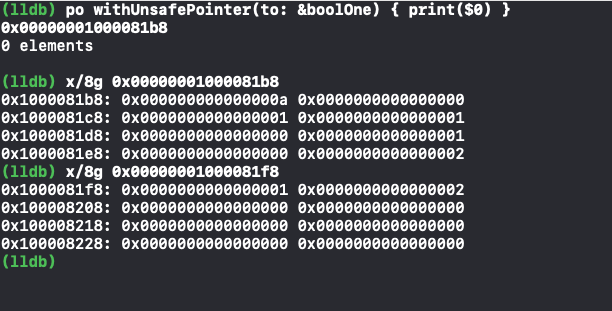 (lldb) po withUnsafePointer(to: &boolOne) { print($0) }
0x00000001000081b8
0 elements
(lldb) x/8g 0x00000001000081b8
0x1000081b8: 0x000000000000000a 0x0000000000000000
0x1000081c8: 0x0000000000000001 0x0000000000000001
0x1000081d8: 0x0000000000000000 0x0000000000000001
0x1000081e8: 0x0000000000000000 0x0000000000000002
(lldb) x/8g 0x00000001000081f8
0x1000081f8: 0x0000000000000001 0x0000000000000002
0x100008208: 0x0000000000000000 0x0000000000000000
0x100008218: 0x0000000000000000 0x0000000000000000
0x100008228: 0x0000000000000000 0x0000000000000000
(lldb)